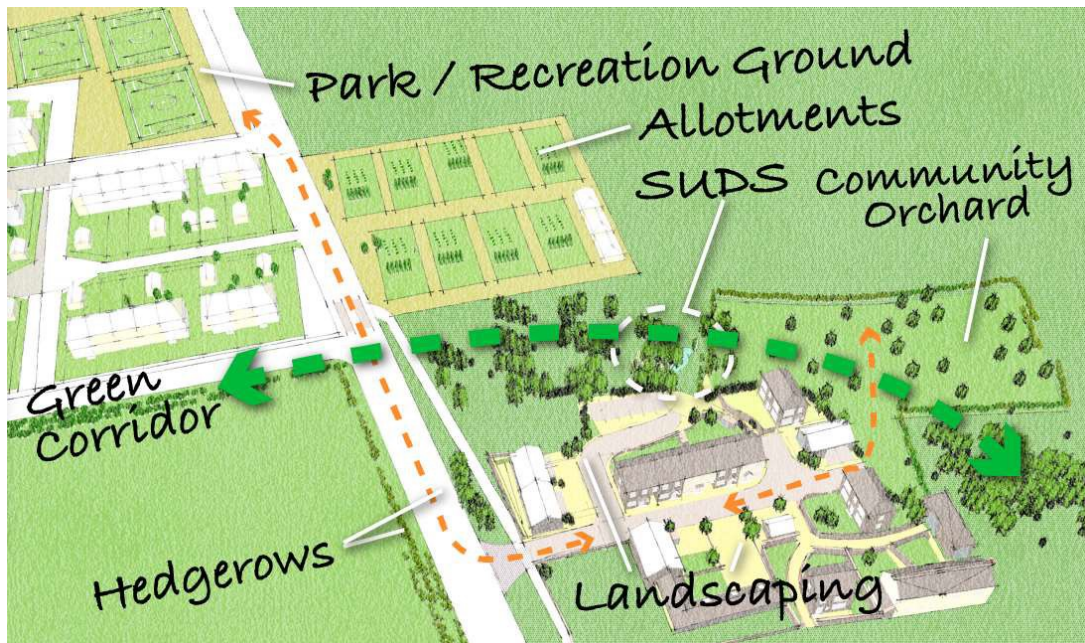 Park / Recreation Ground
Allotments
SUDS
Community
Orchard
Green
Corridor
Hedgerows
Landscaping